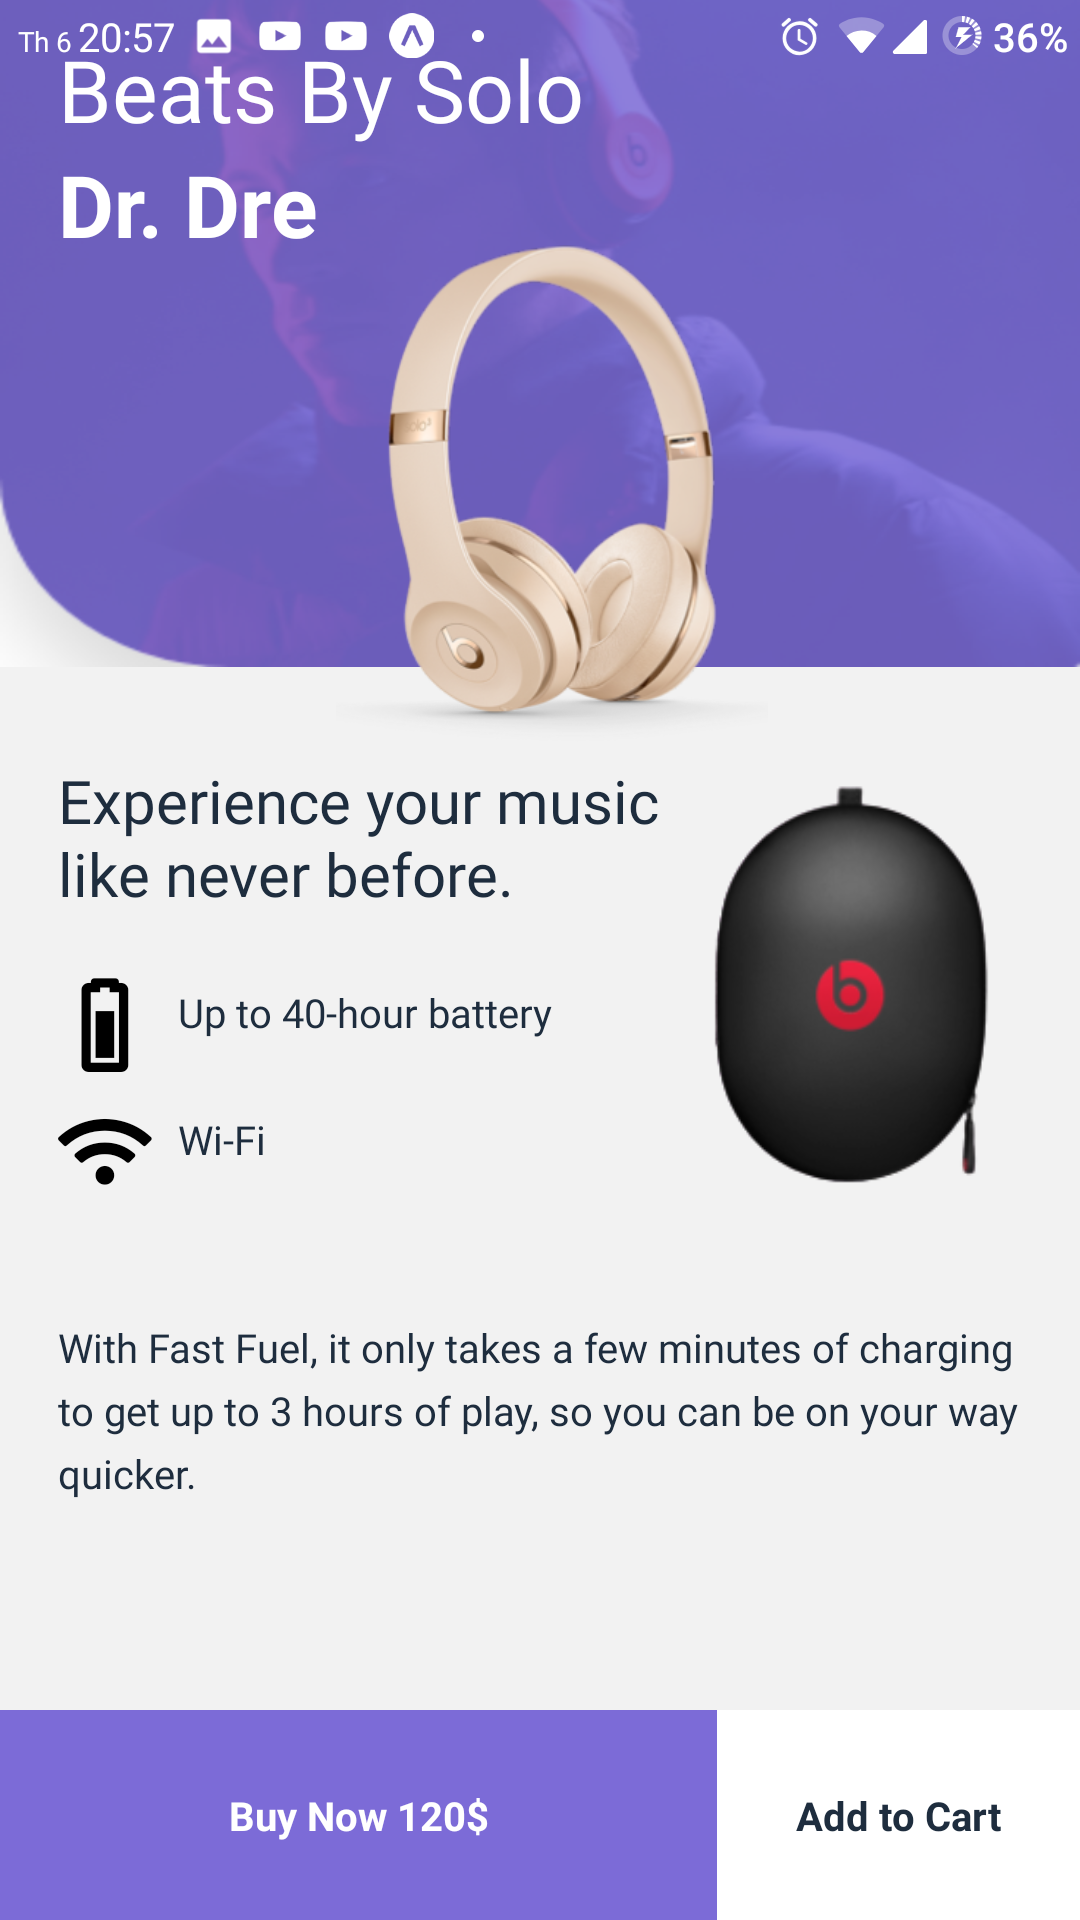 Th 6 20:57 36%
Beats By Solo
Dr. Dre
Experience your music
like never before.
Up to 40-hour battery
Wi-Fi
With Fast Fuel, it only takes a few minutes of charging
to get up to 3 hours of play, so you can be on your way
quicker.
Buy Now 120$
Add to Cart